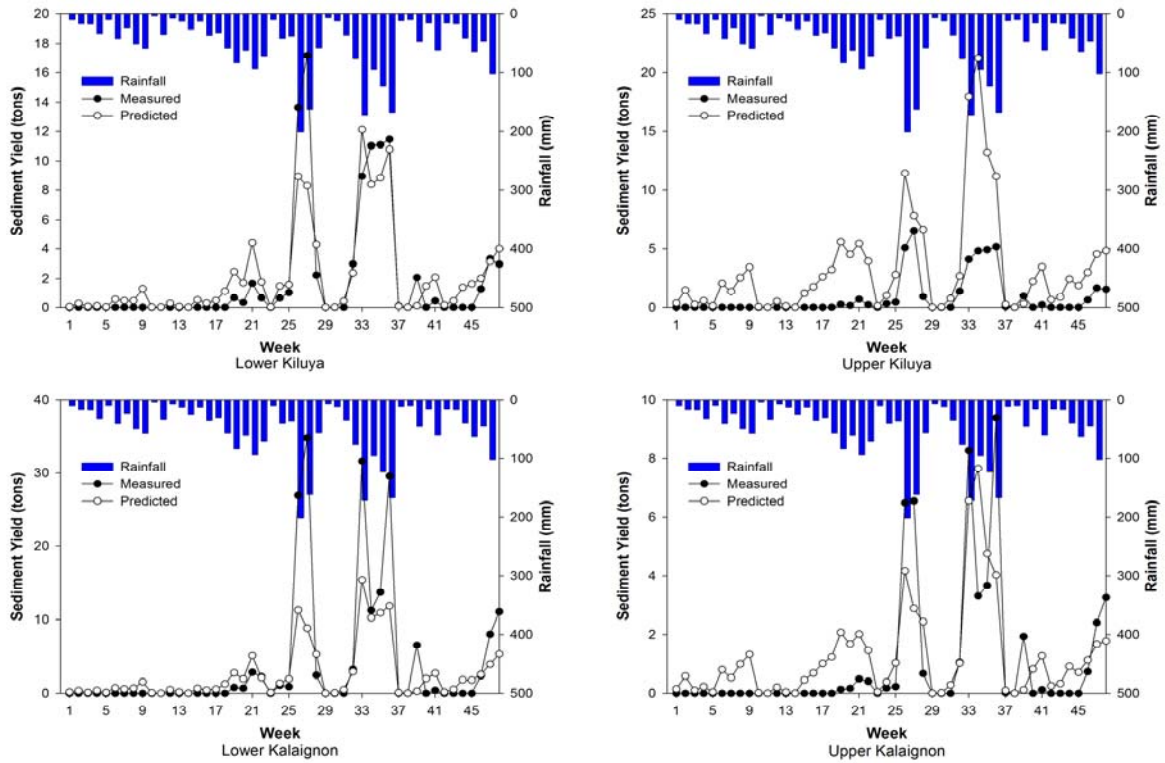 20
18
16
14
12
10
8
6
4
2
0
Sediment Yield (tons)
Rainfall
Measured
Predicted
0
100
200
300
400
500
Rainfall (mm)
1 5 9 13 17 21 25 29 33 37 41 45
Week
Lower Kiluya
25
20
15
10
5
0
Sediment Yield (tons)
Rainfall
Measured
Predicted
0
100
200
300
400
500
Rainfall (mm)
1 5 9 13 17 21 25 29 33 37 41 45
Week
Upper Kiluya
40
30
20
10
0
Sediment Yield (tons)
Rainfall
Measured
Predicted
0
100
200
300
400
500
Rainfall (mm)
1 5 9 13 17 21 25 29 33 37 41 45
Week
Lower Kalaignon
10
8
6
4
2
0
Sediment Yield (tons)
Rainfall
Measured
Predicted
0
100
200
300
400
500
Rainfall (mm)
1 5 9 13 17 21 25 29 33 37 41 45
Week
Upper Kalaignon